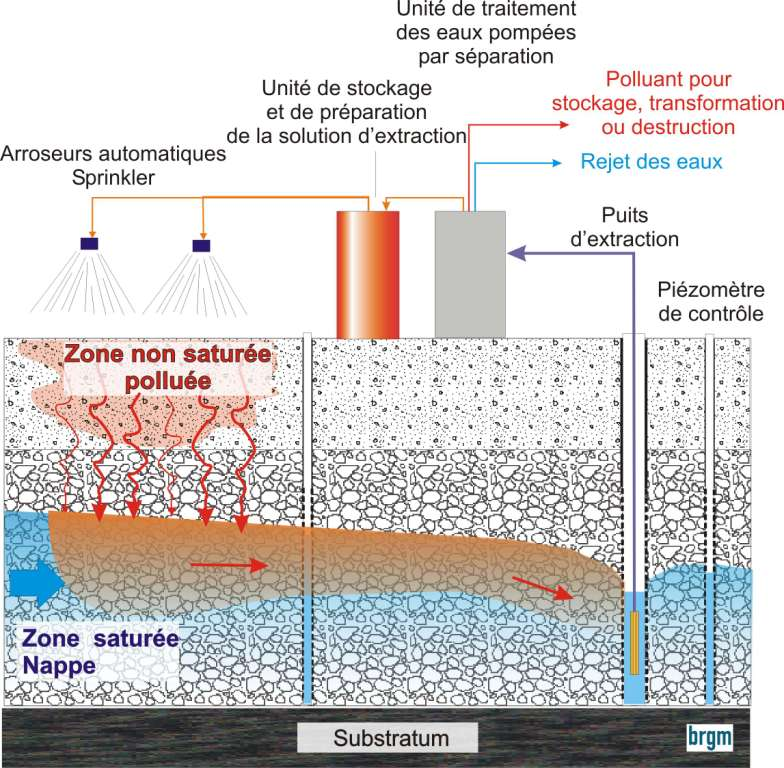 Unité de traitement
des eaux pompées
par séparation
Unité de stockage
et de préparation
de la solution d'extraction
Polluant pour
stockage, transformation
ou destruction
Rejet des eaux
Arroseurs automatiques
Sprinkler
Puits
d'extraction
Piézomètre
de contrôle
Zone non saturée
polluée
Zone saturée
Nappe
Substratum
brgm